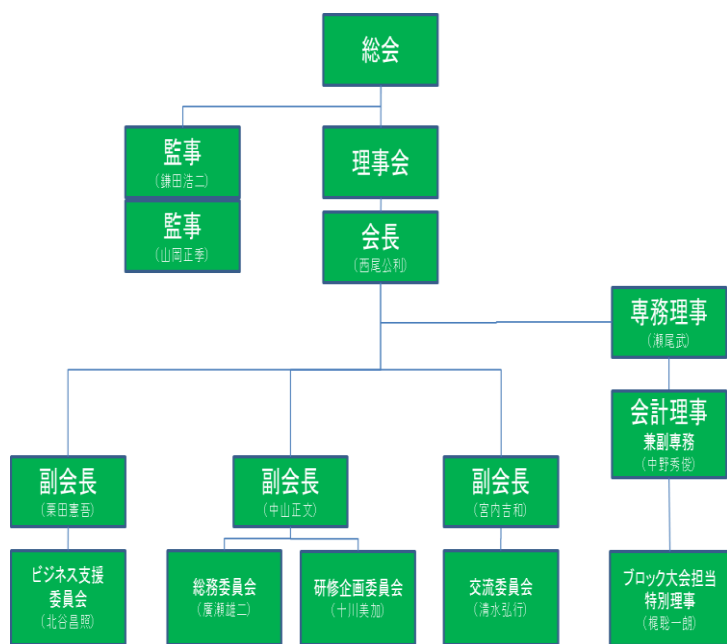 総会
監事
(鎌田浩二)
理事会
監事
(山岡正季)
会長
(西尾公利)
専務理事
(瀬尾武)
会計理事
兼副専務
(中野秀俊)
副会長
(栗田憲吾)
副会長
(中山正文)
副会長
(宮内吉和)
ビジネス支援
委員会
(北谷昌照)
総務委員会
(廣瀬雄二)
研修企画委員会
(十川美加)
交流委員会
(清水弘行)
ブロック大会担当
特別理事
(梶聡一朗)